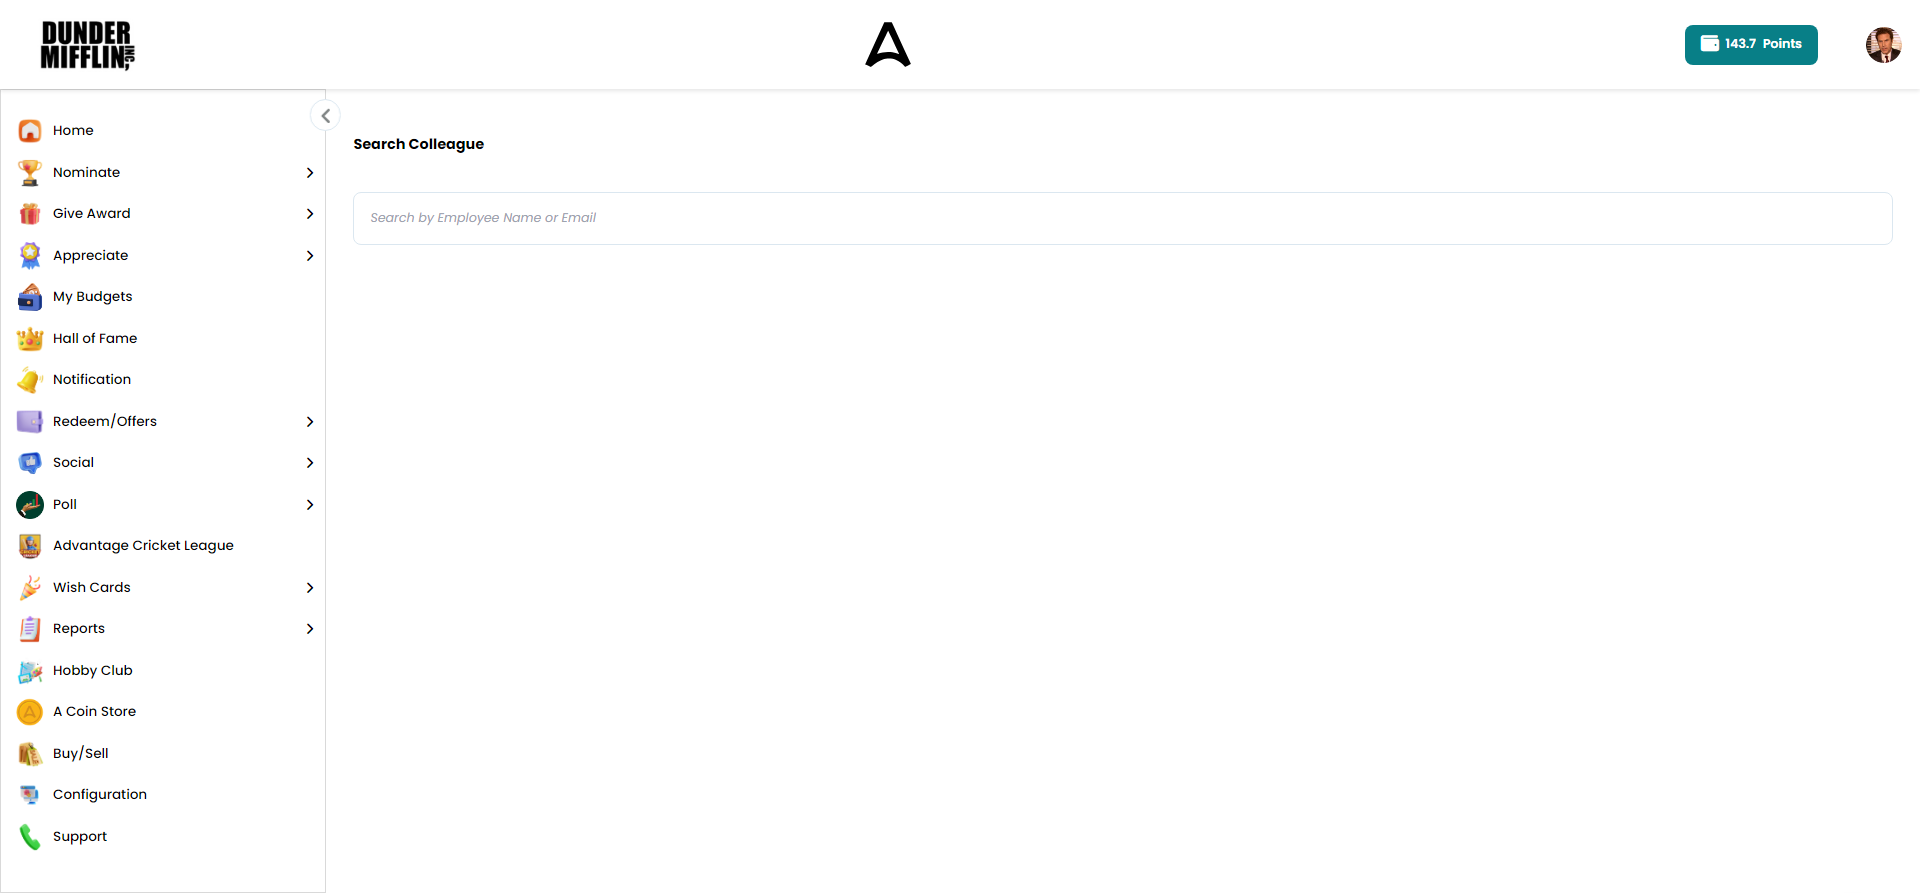 DUNDER
MIFFLIN INC,
143.7 Points
Home
Nominate
Give Award
Appreciate
My Budgets
Hall of Fame
Notification
Redeem/Offers
Social
Poll
Advantage Cricket League
Wish Cards
Reports
Hobby Club
A Coin Store
Buy/Sell
Configuration
Support
Search Colleague
Search by Employee Name or Email